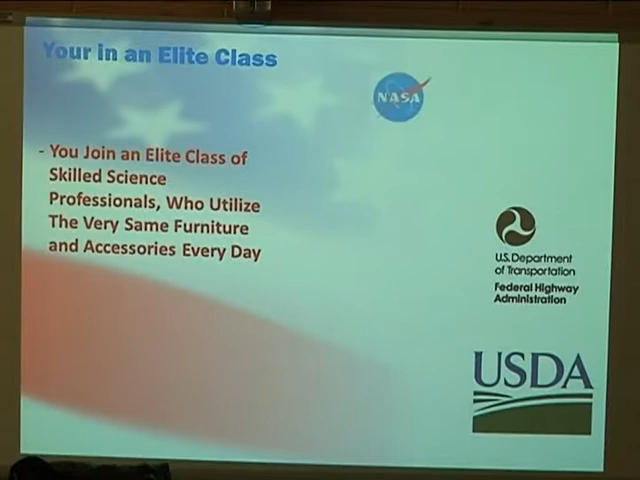 Your in an Elite Class
NASA
- You Join an Elite Class of
Skilled Science
Professionals, Who Utilize
The Very Same Furniture
and Accessories Every Day
U.S. Department
of Transportation
Federal Highway
Administration
USDA